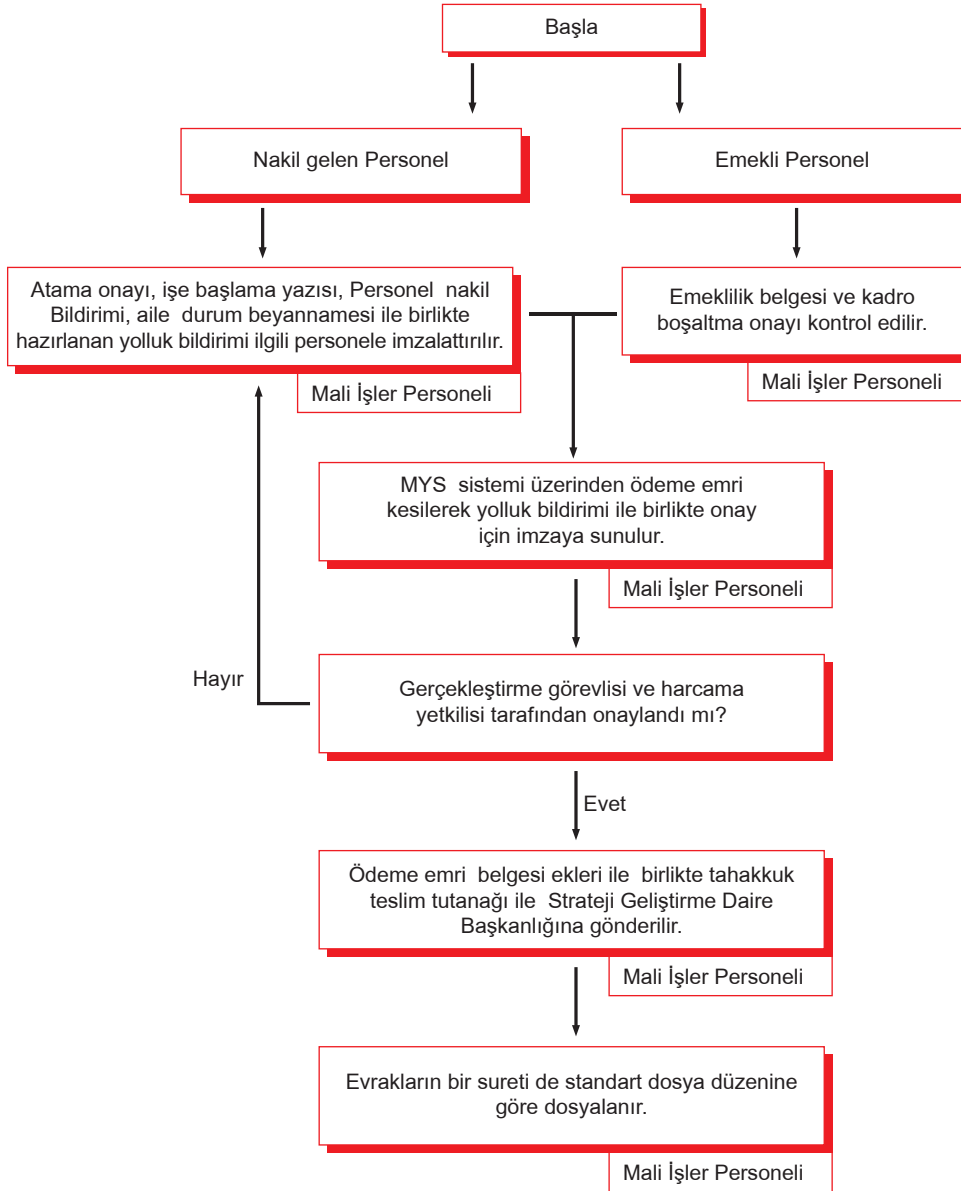 Başla
Nakil gelen Personel
Emekli Personel
Atama onayı, işe başlama yazısı, Personel nakil
Bildirimi, aile durum beyannamesi ile birlikte
hazırlanan yolluk bildirimi ilgili personele imzalattırılır.
Mali İşler Personeli
Emeklilik belgesi ve kadro
boşaltma onayı kontrol edilir.
Mali İşler Personeli
MYS sistemi üzerinden ödeme emri
kesilerek yolluk bildirimi ile birlikte onay
için imzaya sunulur.
Mali İşler Personeli
Hayır
Gerçekleştirme görevlisi ve harcama
yetkilisi tarafından onaylandı mı?
Evet
Ödeme emri belgesi ekleri ile birlikte tahakkuk
teslim tutanağı ile Strateji Geliştirme Daire
Başkanlığına gönderilir.
Mali İşler Personeli
Evrakların bir sureti de standart dosya düzenine
göre dosyalanır.
Mali İşler Personeli